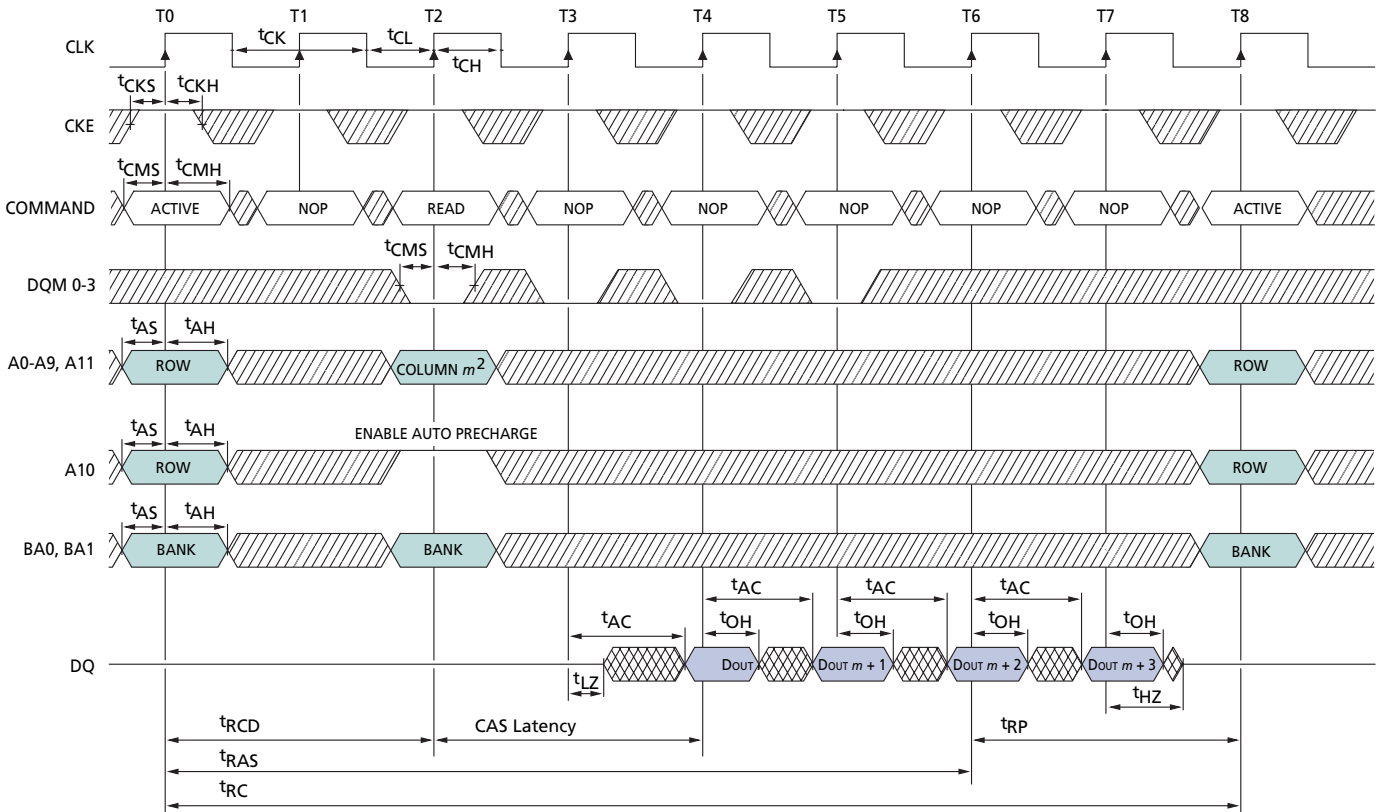 T0 T1 T2 T3 T4 T5 T6 T7 T8
CLK
tCK tCL
tCH
tCKS tCKH
CKE
tCMS tCMH
COMMAND ACTIVE NOP READ NOP NOP NOP NOP NOP ACTIVE
tCMS tCMH
DQM 0-3
tAS tAH
A0-A9, A11 ROW COLUMN m2 ROW
tAS tAH ENABLE AUTO PRECHARGE
A10 ROW ROW
tAS tAH
BA0, BA1 BANK BANK BANK
tAC tAC tAC
tAC tOH tOH tOH tOH
DQ DOUT DOUT m + 1 DOUT m + 2 DOUT m + 3
tLZ tHZ
tRCD CAS Latency tRP
tRAS
tRC